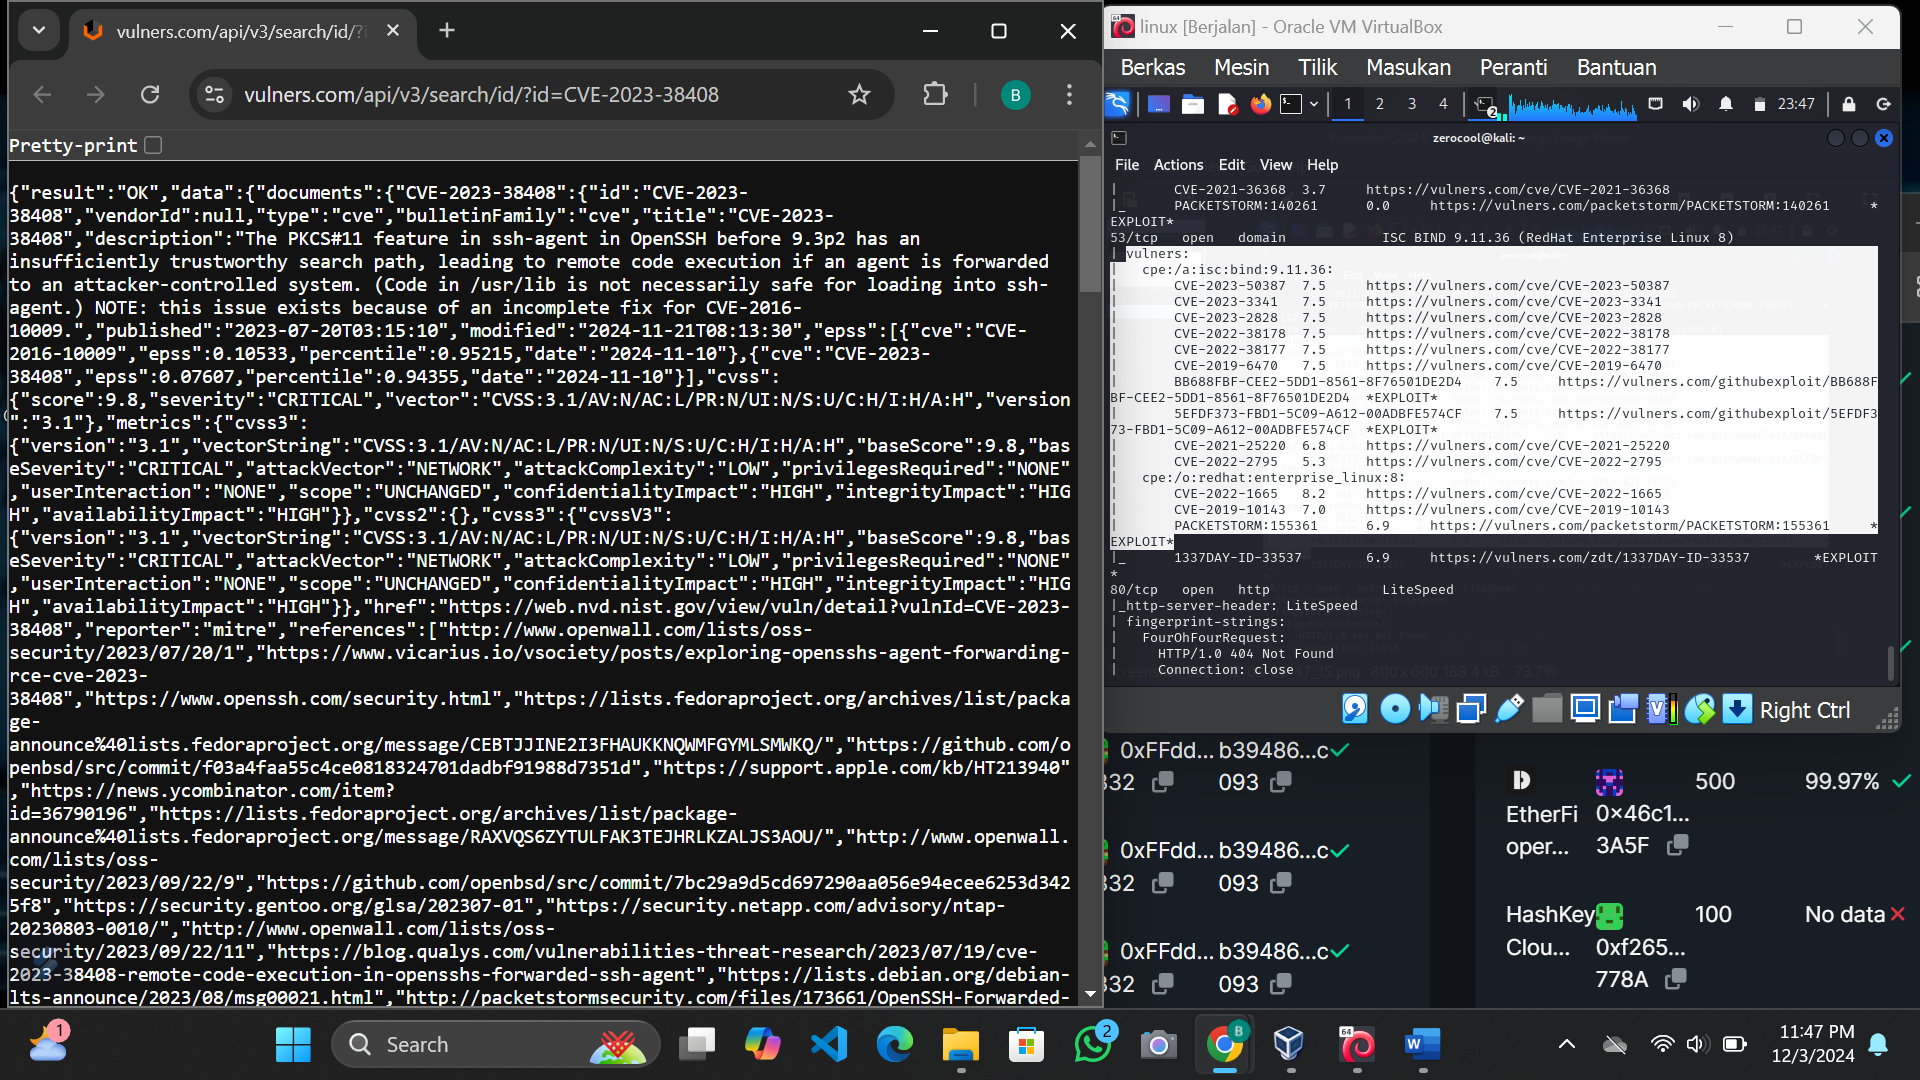 vulners.com/api/v3/search/id/?i
vulners.com/api/v3/search/id/?id=CVE-2023-38408
B
Pretty-print
{"result":"OK","data":{"documents":{"CVE-2023-38408":{"id":"CVE-2023-
38408","vendorId":null,"type":"cve","bulletinFamily":"cve","title":"CVE-2023-
38408","description":"The PKCS#11 feature in ssh-agent in OpenSSH before 9.3p2 has an
insufficiently trustworthy search path, leading to remote code execution if an agent is forwarded
to an attacker-controlled system. (Code in /usr/lib is not necessarily safe for loading into ssh-
agent.) NOTE: this issue exists because of an incomplete fix for CVE-2016-
10009.","published":"2023-07-20T03:15:10","modified":"2024-11-21T08:13:30","epss":[{"cve":"CVE-
2016-10009","epss":0.10533,"percentile":0.95215,"date":"2024-11-10"},{"cve":"CVE-2023-
38408","epss":0.07607,"percentile":0.94355,"date":"2024-11-10"}],"cvss":
{"score":9.8,"severity":"CRITICAL","vector":"CVSS:3.1/AV:N/AC:L/PR:N/UI:N/S:U/C:H/I:H/A:H","version
":"3.1"},"metrics":{"cvss3":
{"version":"3.1","vectorString":"CVSS:3.1/AV:N/AC:L/PR:N/UI:N/S:U/C:H/I:H/A:H","baseScore":9.8,"bas
eSeverity":"CRITICAL","attackVector":"NETWORK","attackComplexity":"LOW","privilegesRequired":"NONE"
,"userInteraction":"NONE","scope":"UNCHANGED","confidentialityImpact":"HIGH","integrityImpact":"HIG
H","availabilityImpact":"HIGH"}},"cvss2":{},"cvss3":{"cvssV3":
{"version":"3.1","vectorString":"CVSS:3.1/AV:N/AC:L/PR:N/UI:N/S:U/C:H/I:H/A:H","baseScore":9.8,"bas
eSeverity":"CRITICAL","attackVector":"NETWORK","attackComplexity":"LOW","privilegesRequired":"NONE"
,"userInteraction":"NONE","scope":"UNCHANGED","confidentialityImpact":"HIGH","integrityImpact":"HIG
H","availabilityImpact":"HIGH"}},"href":"https://web.nvd.nist.gov/view/vuln/detail?vulnId=CVE-2023-
38408","reporter":"mitre","references":["http://www.openwall.com/lists/oss-
security/2023/07/20/1","https://www.vicarius.io/vsociety/posts/exploring-opensshs-agent-forwarding-
rce-cve-2023-
38408","https://www.openssh.com/security.html","https://lists.fedoraproject.org/archives/list/packa
ge-
announce%40lists.fedoraproject.org/message/CEBTJJINE2I3FHAUKKNQWMFGYMLSMWKQ/","https://github.com/o
penbsd/src/commit/f03a4faa55c4ce0818324701dadbf91988d7351d","https://support.apple.com/kb/HT213940"
,"https://news.ycombinator.com/item?
id=36790196","https://lists.fedoraproject.org/archives/list/package-
announce%40lists.fedoraproject.org/message/RAXVQS6ZYTULFAK3TEJHRLKZALJS3AOU/","http://www.openwall.
com/lists/oss-
security/2023/09/22/9","https://github.com/openbsd/src/commit/7bc29a9d5cd697290aa056e94ecee6253d342
5f8","https://security.gentoo.org/glsa/202307-01","https://security.netapp.com/advisory/ntap-
20230803-0010/","http://www.openwall.com/lists/oss-
security/2023/09/22/11","https://blog.qualys.com/vulnerabilities-threat-research/2023/07/19/cve-
2023-38408-remote-code-execution-in-opensshs-forwarded-ssh-agent","https://lists.debian.org/debian-
lts-announce/2023/08/msg00021.html","http://packetstormsecurity.com/files/173661/OpenSSH-Forwarded-
linux [Berjalan] - Oracle VM VirtualBox
Berkas Mesin Tilik Masukan Peranti Bantuan
1 2 3 4 2 23:47
zerocool@kali: ~
File Actions Edit View Help
| CVE-2021-36368 3.7 https://vulners.com/cve/CVE-2021-36368
|_ PACKETSTORM:140261 0.0 https://vulners.com/packetstorm/PACKETSTORM:140261 *
EXPLOIT*
53/tcp open domain ISC BIND 9.11.36 (RedHat Enterprise Linux 8)
| vulners:
| cpe:/a:isc:bind:9.11.36:
| CVE-2023-50387 7.5 https://vulners.com/cve/CVE-2023-50387
| CVE-2023-3341 7.5 https://vulners.com/cve/CVE-2023-3341
| CVE-2023-2828 7.5 https://vulners.com/cve/CVE-2023-2828
| CVE-2022-38178 7.5 https://vulners.com/cve/CVE-2022-38178
| CVE-2022-38177 7.5 https://vulners.com/cve/CVE-2022-38177
| CVE-2019-6470 7.5 https://vulners.com/cve/CVE-2019-6470
| BB688FBF-CEE2-5DD1-8561-8F76501DE2D4 7.5 https://vulners.com/githubexploit/BB688F
BF-CEE2-5DD1-8561-8F76501DE2D4 *EXPLOIT*
| 5EFDF373-FBD1-5C09-A612-00ADBFE574CF 7.5 https://vulners.com/githubexploit/5EFDF3
73-FBD1-5C09-A612-00ADBFE574CF *EXPLOIT*
| CVE-2021-25220 6.8 https://vulners.com/cve/CVE-2021-25220
| CVE-2022-2795 5.3 https://vulners.com/cve/CVE-2022-2795
| cpe:/o:redhat:enterprise_linux:8:
| CVE-2022-1665 8.2 https://vulners.com/cve/CVE-2022-1665
| CVE-2019-10143 7.0 https://vulners.com/cve/CVE-2019-10143
| PACKETSTORM:155361 6.9 https://vulners.com/packetstorm/PACKETSTORM:155361 *
EXPLOIT*
|_ 1337DAY-ID-33537 6.9 https://vulners.com/zdt/1337DAY-ID-33537 *EXPLOIT
*
80/tcp open http LiteSpeed
|_http-server-header: LiteSpeed
| fingerprint-strings:
| FourOhFourRequest:
| HTTP/1.0 404 Not Found
| Connection: close
Right Ctrl
0xFFdd... b39486...c
332 093
0xFFdd... b39486...c
332 093
0xFFdd... b39486...c
332 093
EtherFi
oper...
0x46c1...
3A5F
500 99.97%
HashKey
Clou...
0xf265...
778A
100 No data
1
Search
2
B
64
11:47 PM
12/3/2024